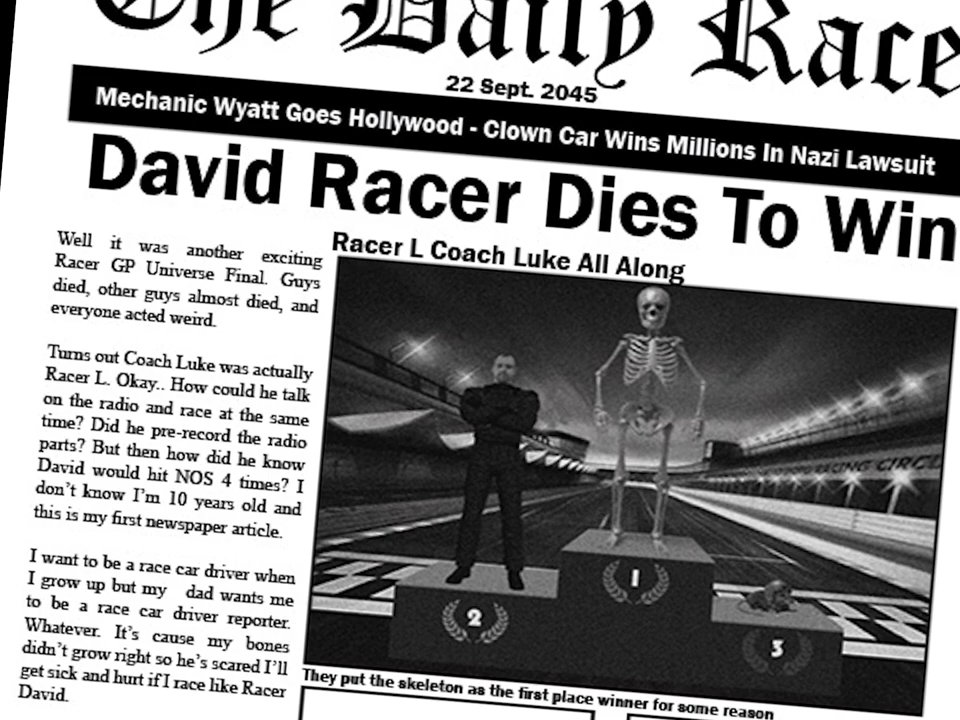 The Daily Race
22 Sept. 2045
Mechanic Wyatt Goes Hollywood - Clown Car Wins Millions In Nazi Lawsuit
David Racer Dies To Win
Racer L Coach Luke All Along
Well it was another exciting
Racer GP Universe Final. Guys
died, other guys almost died, and
everyone acted weird.
Turns out Coach Luke was actually
Racer L. Okay.. How could he talk
on the radio and race at the same
time? Did he pre-record the radio
parts? But then how did he know
David would hit NOS 4 times? I
don't know I'm 10 years old and
this is my first newspaper article.
I want to be a race car driver when
I grow up but my dad wants me
to be a race car driver reporter.
Whatever. It's cause my bones
didn't grow right so he's scared I'll
get sick and hurt if I race like Racer
David.
RACING CIRC
2
1
3
They put the skeleton as the first place winner for some reason